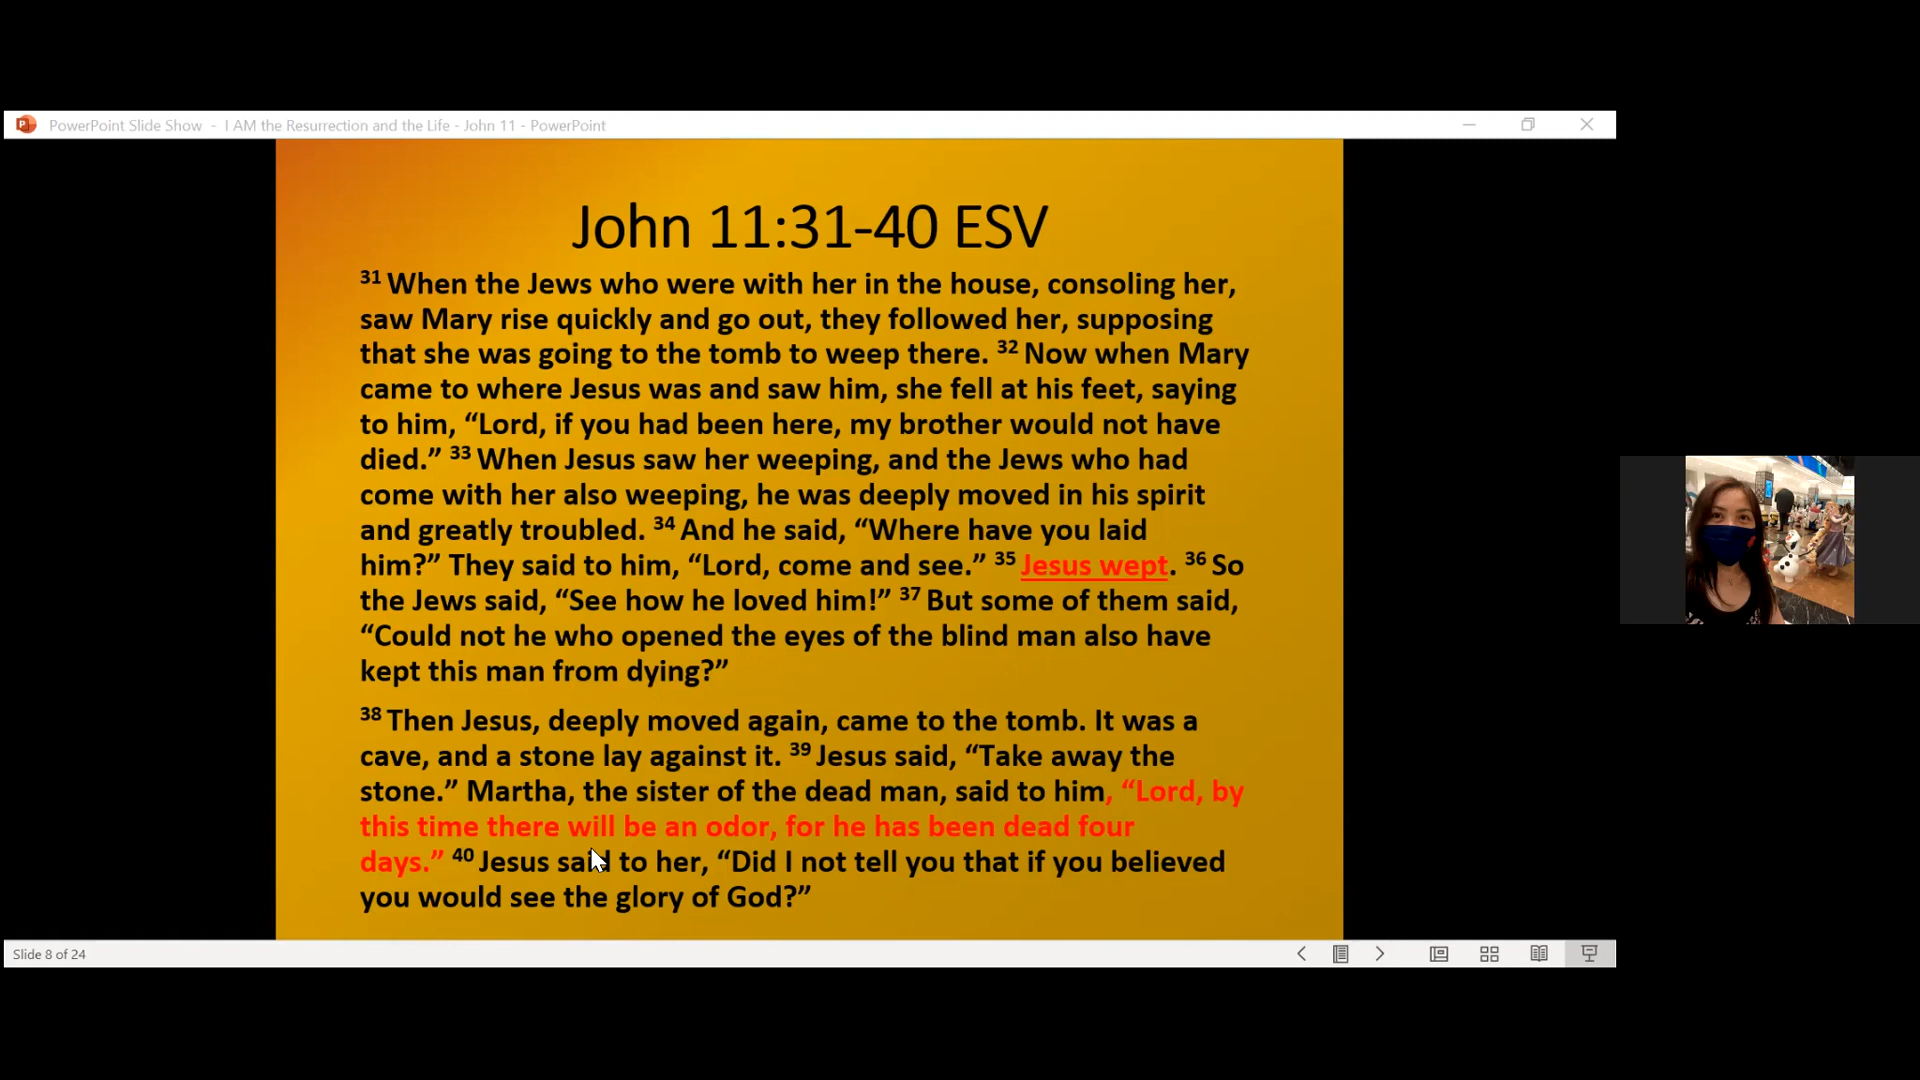 PowerPoint Slide Show - I AM the Resurrection and the Life - John 11 - PowerPoint
John 11:31-40 ESV
31 When the Jews who were with her in the house, consoling her,
saw Mary rise quickly and go out, they followed her, supposing
that she was going to the tomb to weep there. 32 Now when Mary
came to where Jesus was and saw him, she fell at his feet, saying
to him, “Lord, if you had been here, my brother would not have
died.” 33 When Jesus saw her weeping, and the Jews who had
come with her also weeping, he was deeply moved in his spirit
and greatly troubled. 34 And he said, “Where have you laid
him?” They said to him, “Lord, come and see.” 35 Jesus wept. 36 So
the Jews said, “See how he loved him!” 37 But some of them said,
“Could not he who opened the eyes of the blind man also have
kept this man from dying?”
38 Then Jesus, deeply moved again, came to the tomb. It was a
cave, and a stone lay against it. 39 Jesus said, “Take away the
stone.” Martha, the sister of the dead man, said to him, “Lord, by
this time there will be an odor, for he has been dead four
days.” 40 Jesus said to her, “Did I not tell you that if you believed
you would see the glory of God?”
Slide 8 of 24